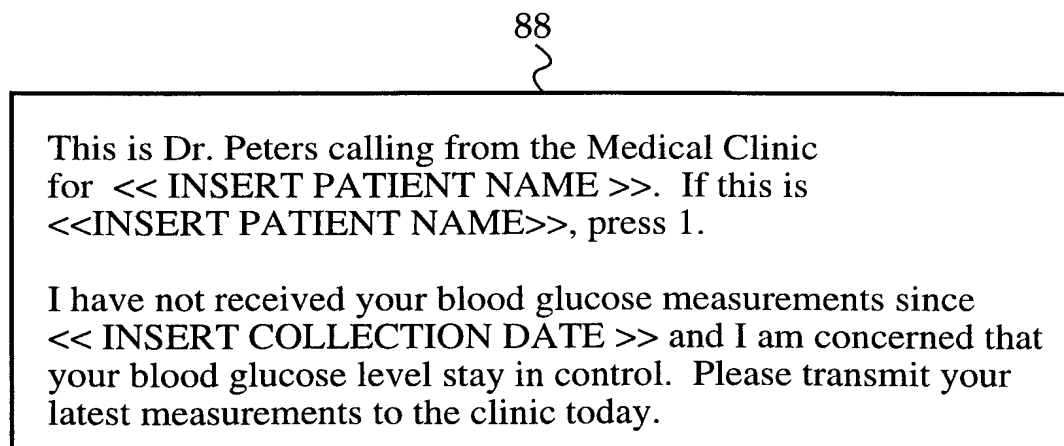 88
This is Dr. Peters calling from the Medical Clinic
for << INSERT PATIENT NAME >>. If this is
<<INSERT PATIENT NAME>>, press 1.
I have not received your blood glucose measurements since
<< INSERT COLLECTION DATE >> and I am concerned that
your blood glucose level stay in control. Please transmit your
latest measurements to the clinic today.